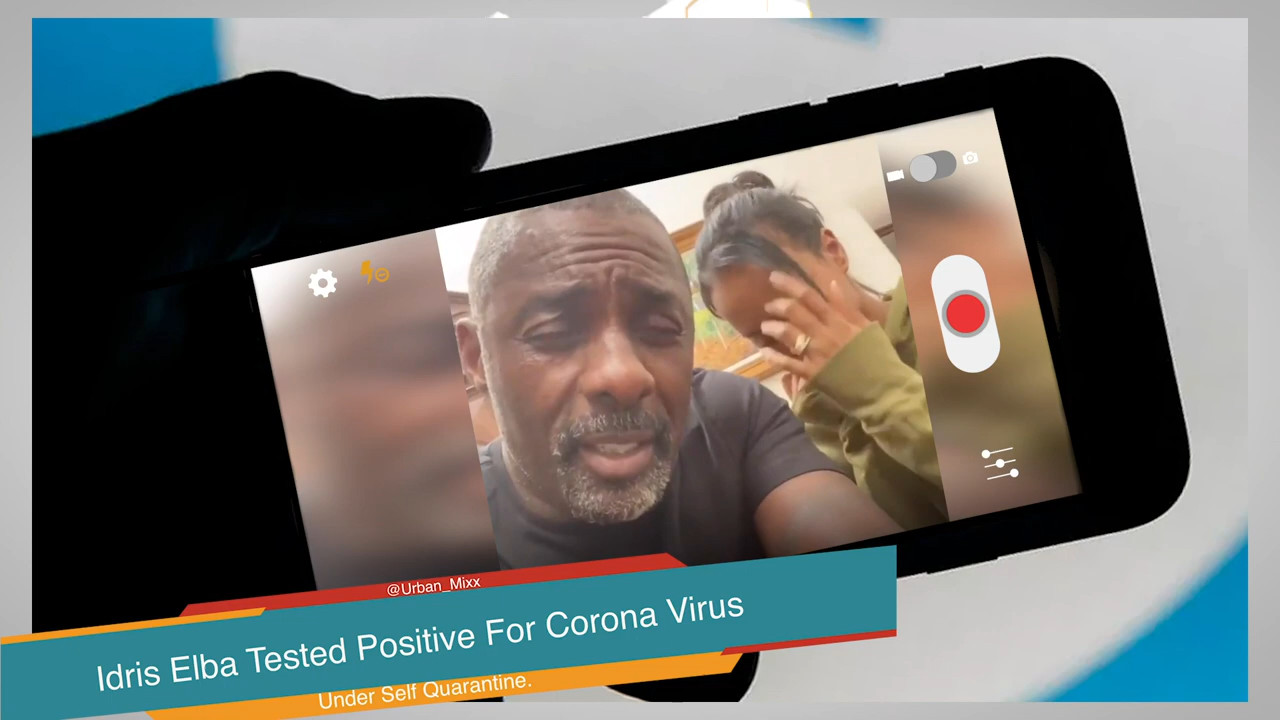 @Urban_Mixx
Idris Elba Tested Positive For Corona Virus
Under Self Quarantine.